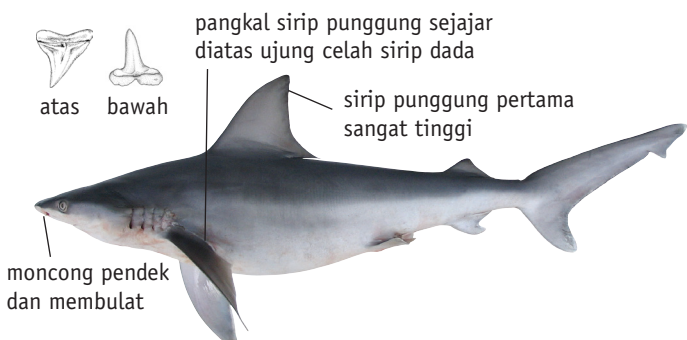 pangkal sirip punggung sejajar
diatas ujung celah sirip dada
atas
bawah
sirip punggung pertama
sangat tinggi
moncong pendek
dan membulat